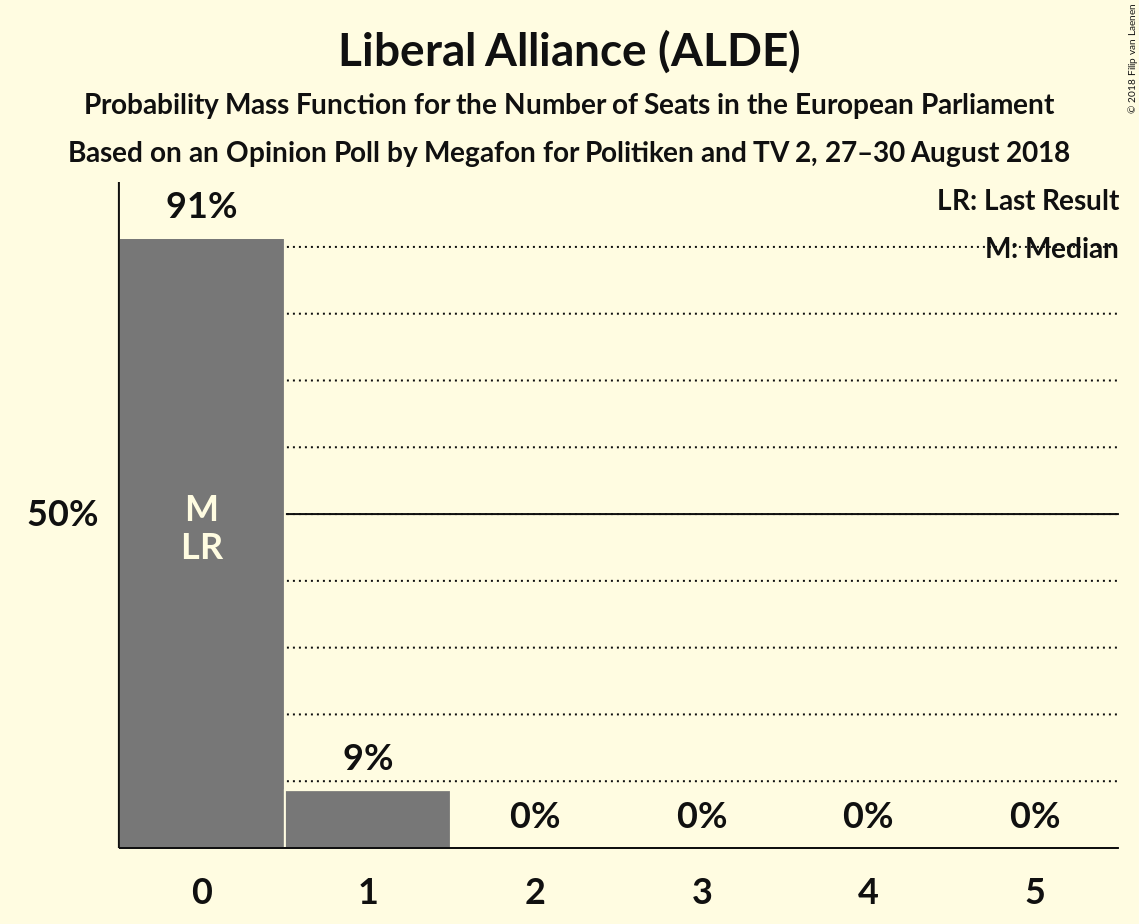 Liberal Alliance (ALDE)
Probability Mass Function for the Number of Seats in the European Parliament
Based on an Opinion Poll by Megafon for Politiken and TV 2, 27–30 August 2018
© 2018 Filip van Laenen
LR: Last Result
M: Median
91%
M
LR
50%
9%
0%
0%
0%
0%
0
1
2
3
4
5